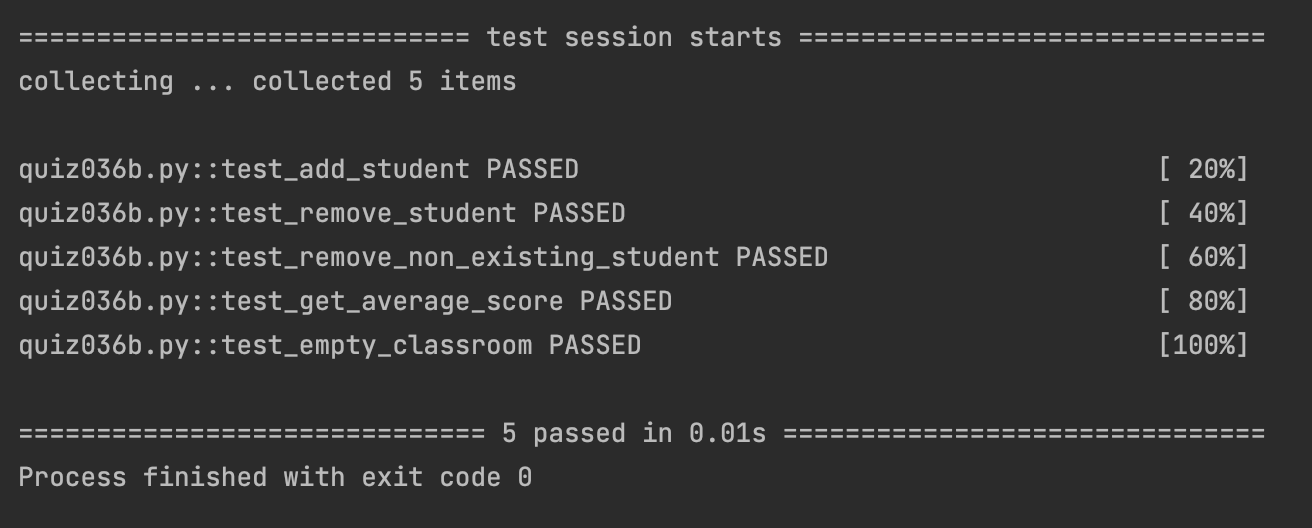 ============================= test session starts ==============================
collecting ... collected 5 items
quiz036b.py::test_add_student PASSED [ 20%]
quiz036b.py::test_remove_student PASSED [ 40%]
quiz036b.py::test_remove_non_existing_student PASSED [ 60%]
quiz036b.py::test_get_average_score PASSED [ 80%]
quiz036b.py::test_empty_classroom PASSED [100%]
============================== 5 passed in 0.01s ===============================
Process finished with exit code 0